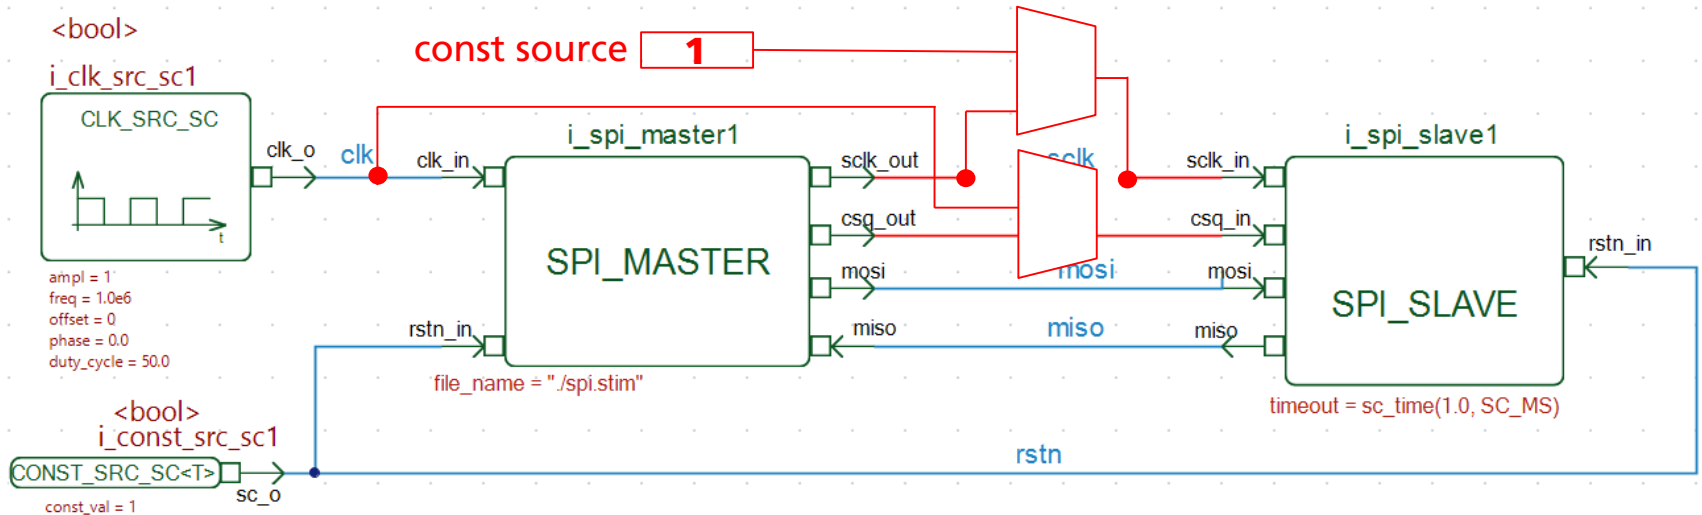 <bool>
const source 1
i_clk_src_sc1
CLK_SRC_SC
t
clk_o
clk
ampl = 1
freq = 1.0e6
offset = 0
phase = 0.0
duty_cycle = 50.0
i_spi_master1
clk_in
sclk_out
csq_out
mosi
miso
rstn_in
SPI_MASTER
file_name = "./spi.stim"
sclk
mosi
miso
i_spi_slave1
sclk_in
csq_in
mosi
miso
rstn_in
SPI_SLAVE
timeout = sc_time(1.0, SC_MS)
<bool>
i_const_src_sc1
CONST_SRC_SC<T>
sc_o
const_val = 1
rstn